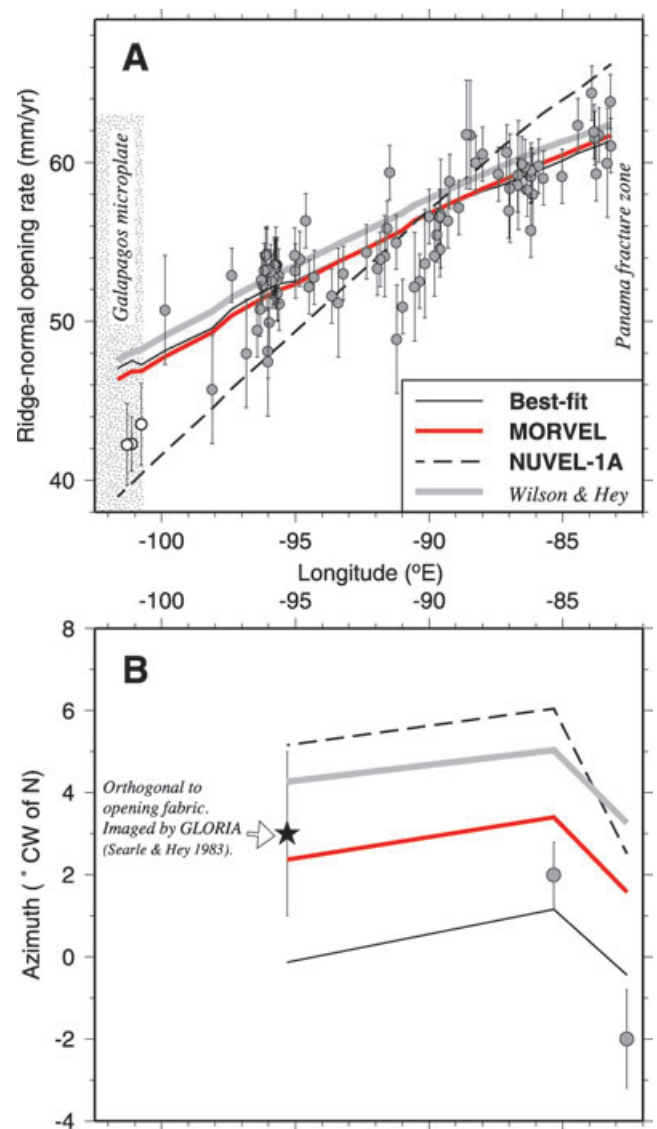 A
Ridge-normal opening rate (mm/yr)
60
50
40
Galapagos microplate
Panama fracture zone
Best-fit
MORVEL
NUVEL-1A
Wilson & Hey
-100 -95 -90 -85
Longitude (ºE)
-100 -95 -90 -85
B
Azimuth ( ° CW of N)
8
6
4
2
0
-2
-4
Orthogonal to
opening fabric.
Imaged by GLORIA
(Searle & Hey 1983).